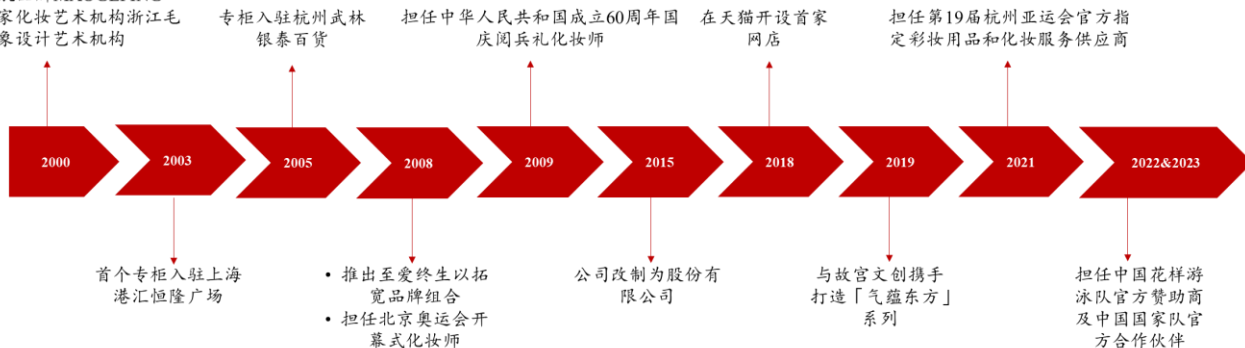 家化妆艺术机构浙江毛
象设计艺术机构
专柜入驻杭州武林
银泰百货
担任中华人民共和国成立60周年国
庆阅兵礼化妆师
在天猫开设首家
网店
担任第19届杭州亚运会官方指
定彩妆用品和化妆服务供应商
2000
2003
2005
2008
2009
2015
2018
2019
2021
2022&2023
首个专柜入驻上海
港汇恒隆广场
• 推出至爱终生以拓
宽品牌组合
• 担任北京奥运会开
幕式化妆师
公司改制为股份有
限公司
与故宫文创携手
打造「气蕴东方」
系列
担任中国花样游
泳队官方赞助商
及中国国家队官
方合作伙伴